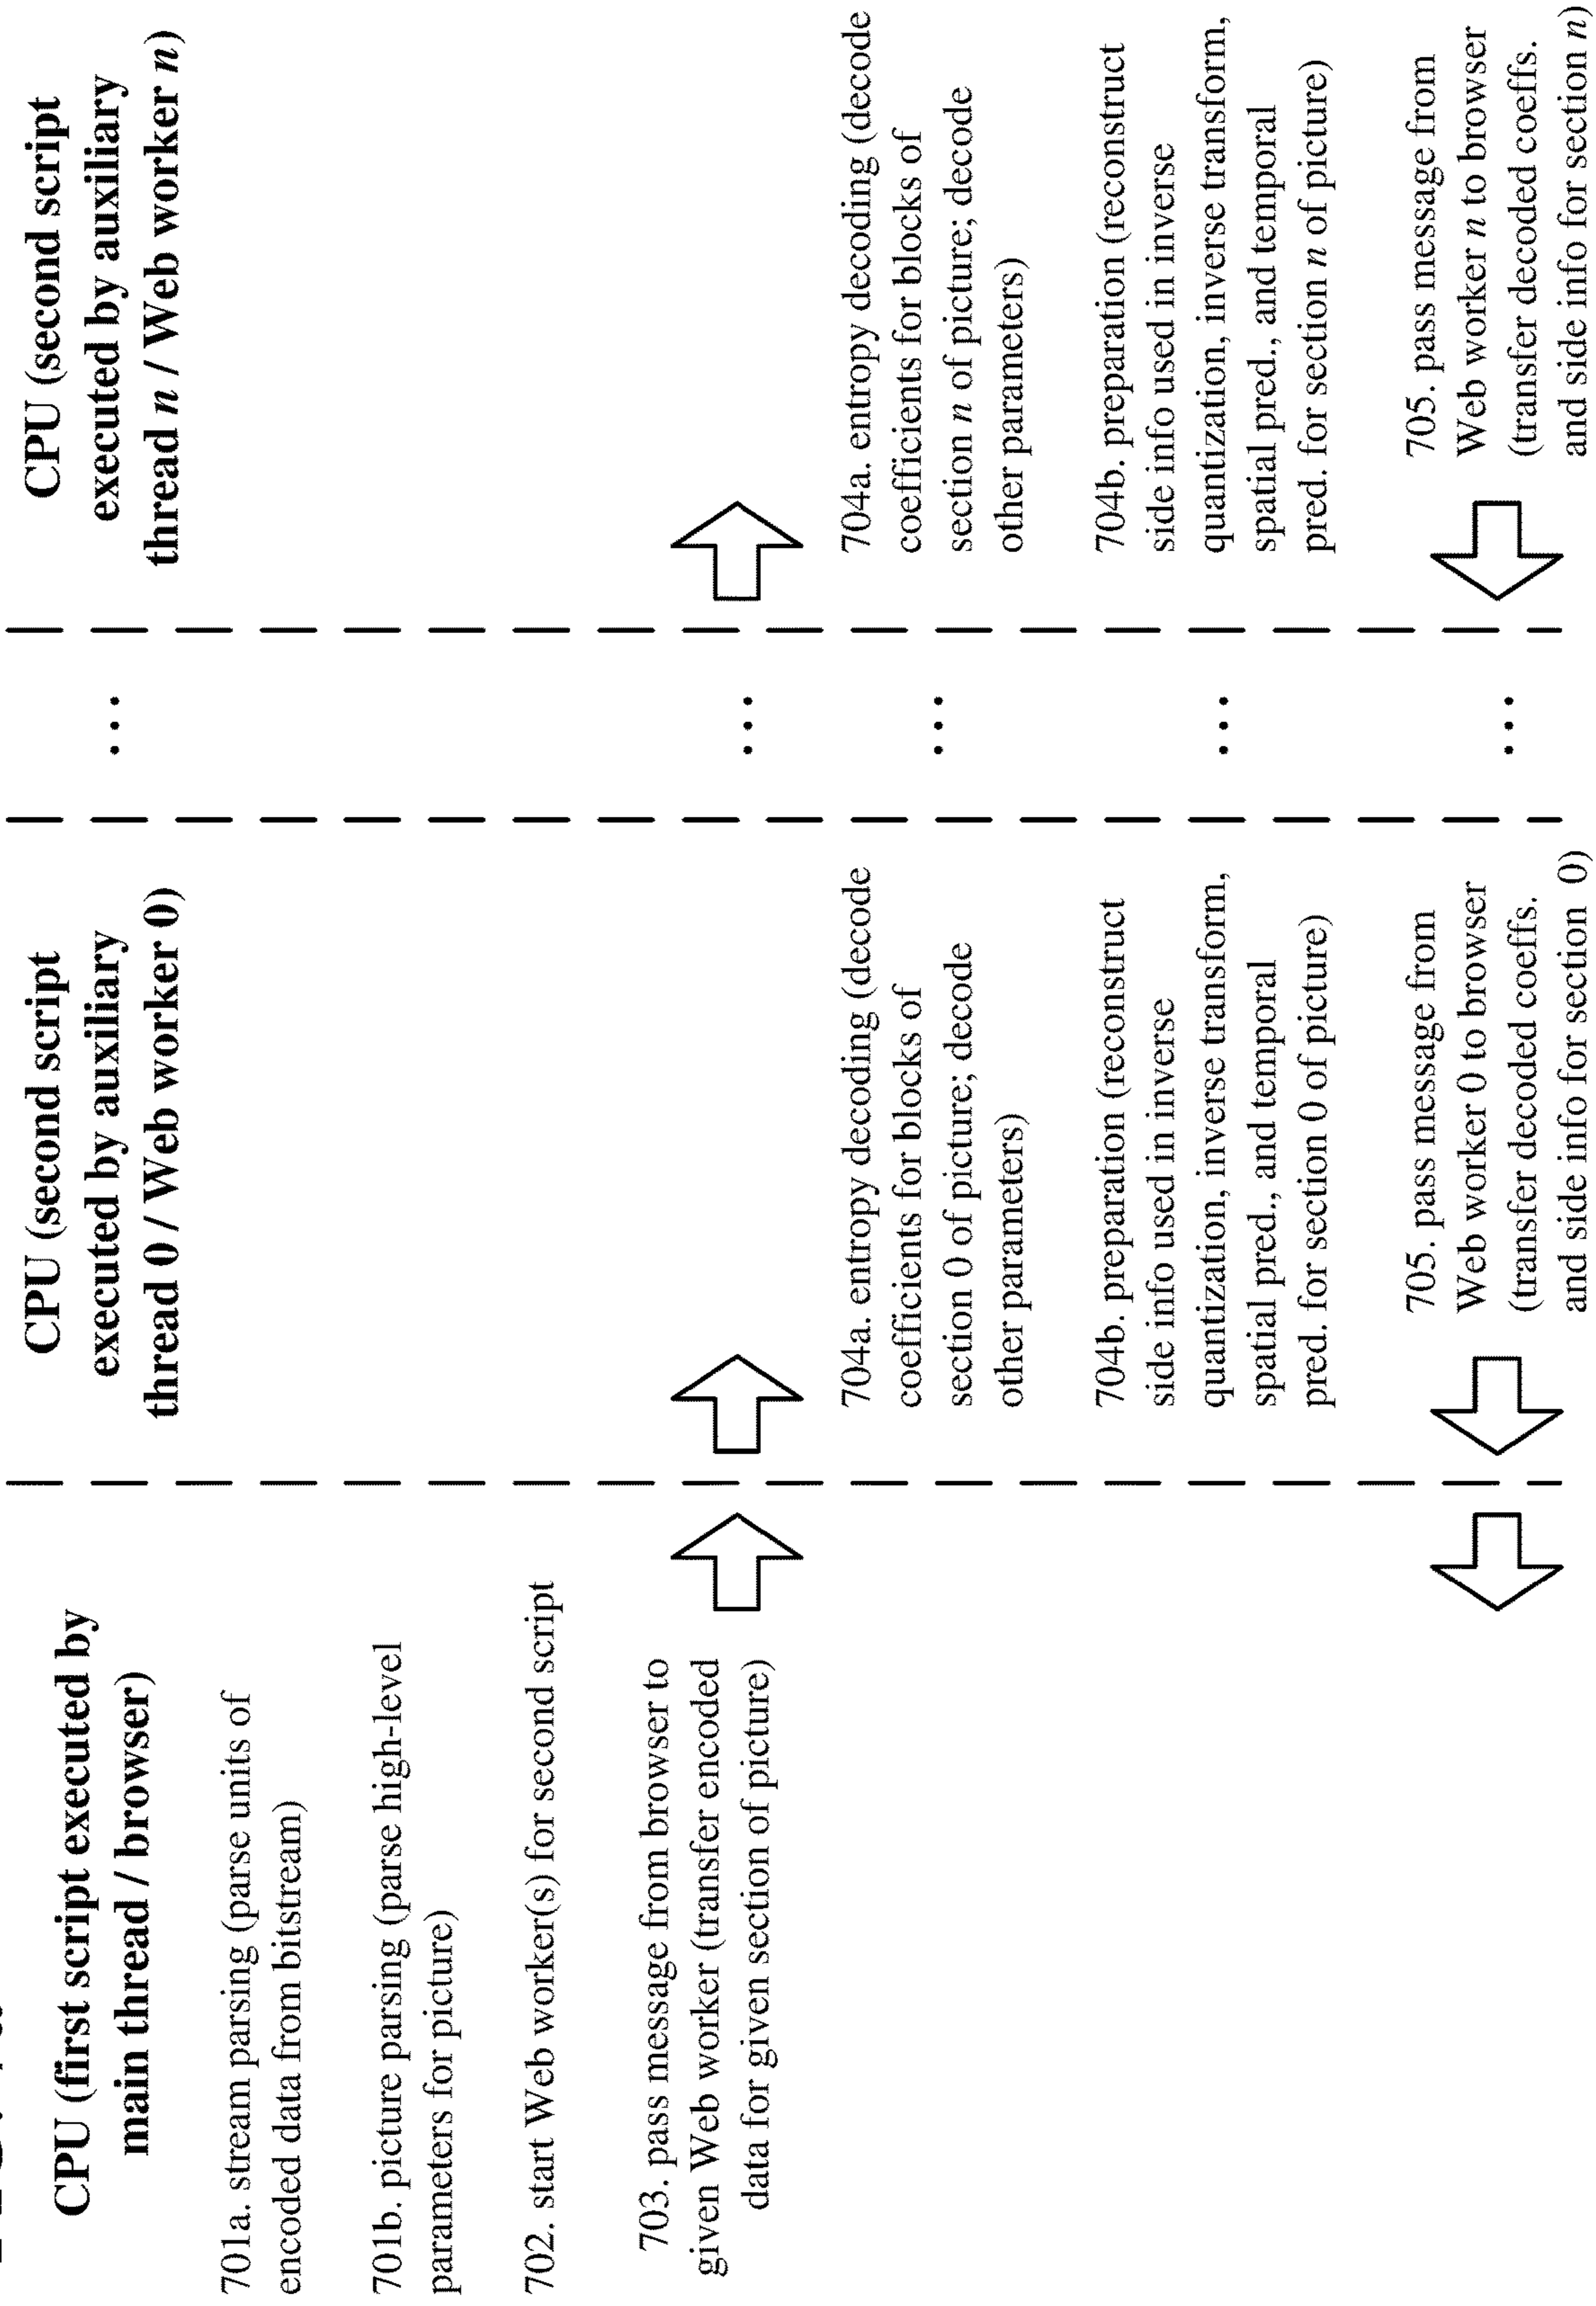 CPU (first script executed by
main thread / browser)
701a. stream parsing (parse units of
encoded data from bitstream)
701b. picture parsing (parse high-level
parameters for picture)
702. start Web worker(s) for second script
703. pass message from browser to
given Web worker (transfer encoded
data for given section of picture)
CPU (second script
executed by auxiliary
thread 0 / Web worker 0)
704a. entropy decoding (decode
coefficients for blocks of
section 0 of picture; decode
other parameters)
704b. preparation (reconstruct
side info used in inverse
quantization, inverse transform,
spatial pred., and temporal
pred. for section 0 of picture)
705. pass message from
Web worker 0 to browser
(transfer decoded coeffs.
and side info for section 0)
...
...
...
...
...
CPU (second script
executed by auxiliary
thread n / Web worker n)
704a. entropy decoding (decode
coefficients for blocks of
section n of picture; decode
other parameters)
704b. preparation (reconstruct
side info used in inverse
quantization, inverse transform,
spatial pred., and temporal
pred. for section n of picture)
705. pass message from
Web worker n to browser
(transfer decoded coeffs.
and side info for section n)